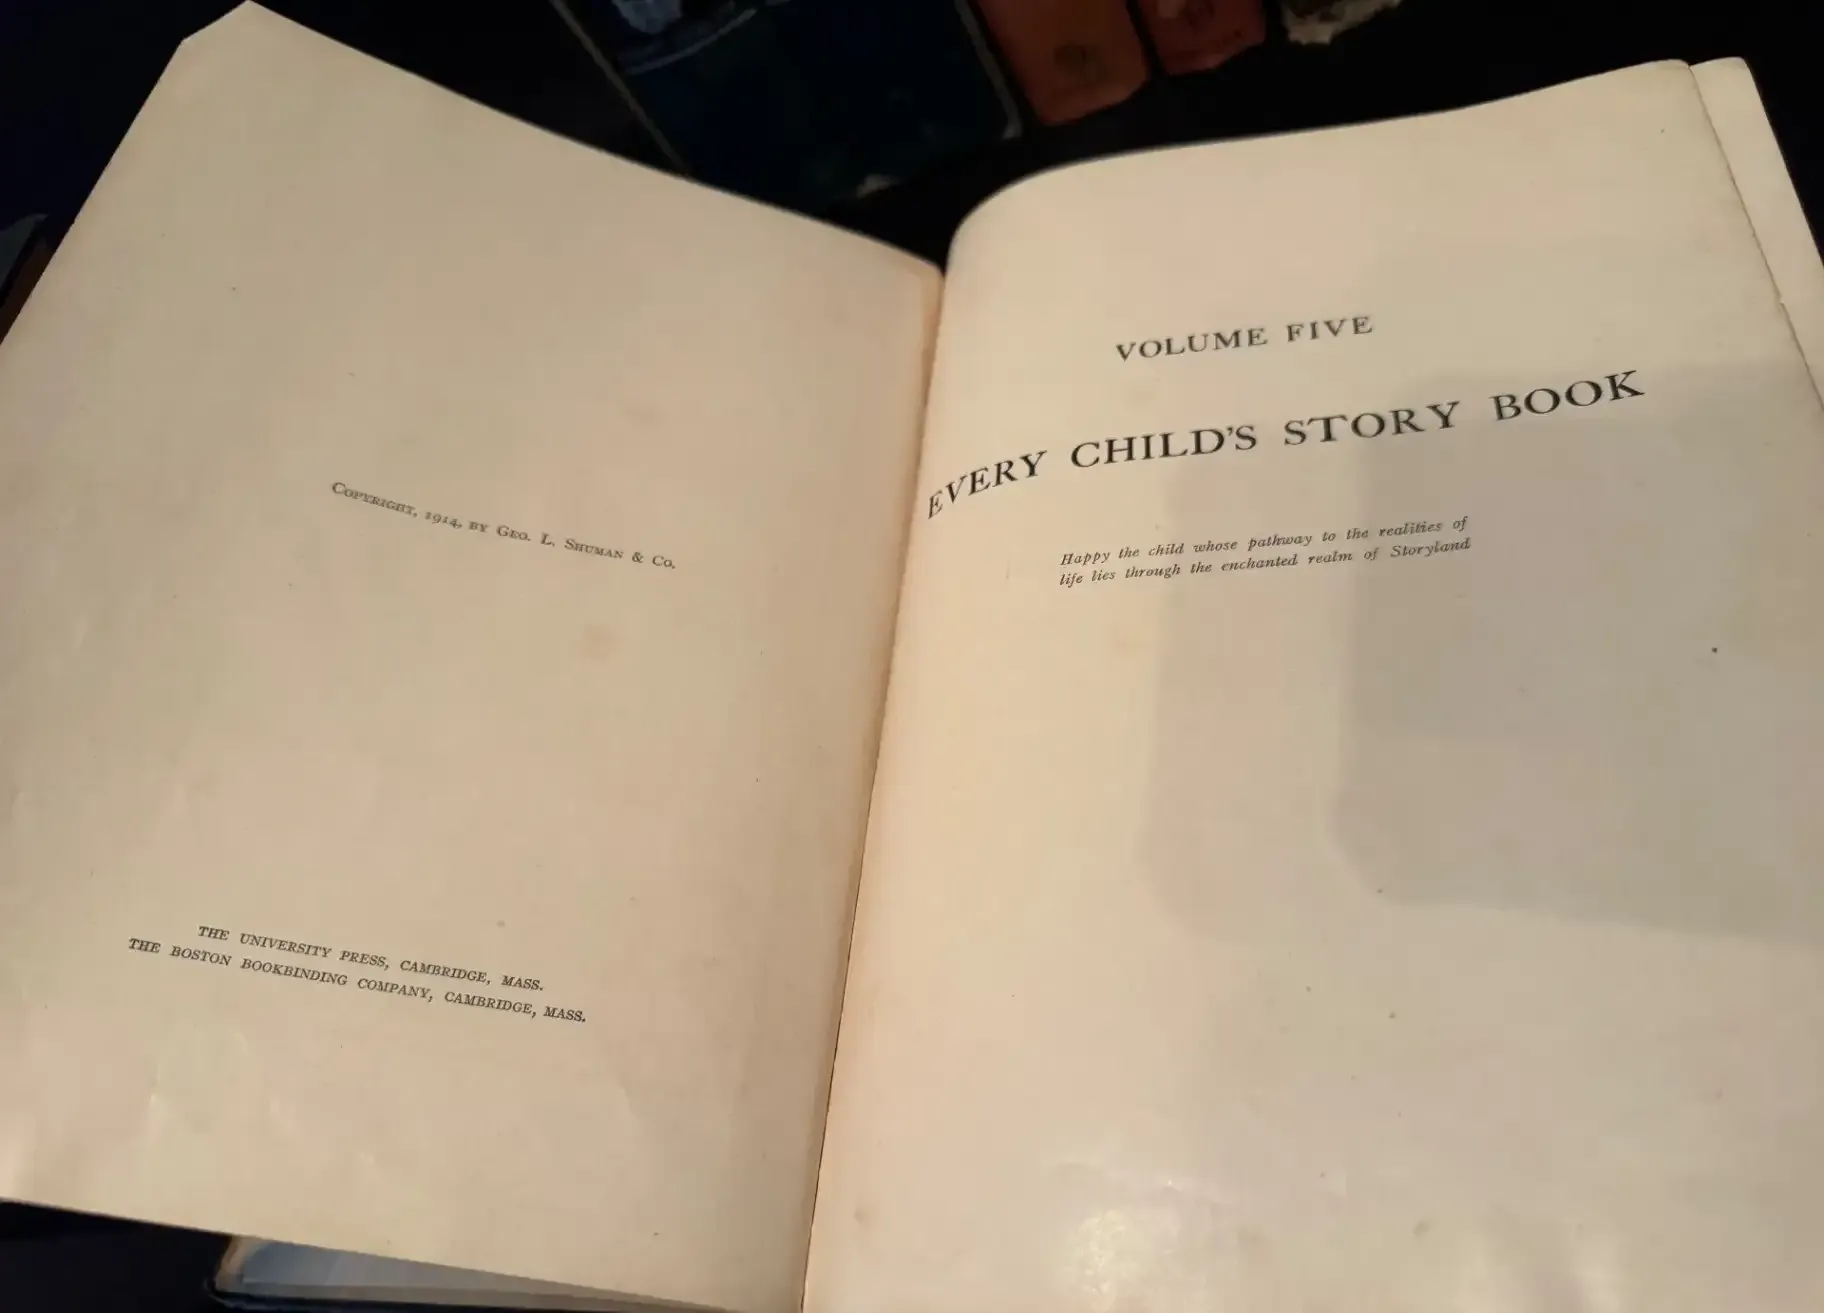 Copyright, 1914, by Geo. L. Shuman & Co.
THE UNIVERSITY PRESS, CAMBRIDGE, MASS.
THE BOSTON BOOKBINDING COMPANY, CAMBRIDGE, MASS.
VOLUME FIVE
EVERY CHILD'S STORY BOOK
Happy the child whose pathway to the realities of
life lies through the enchanted realm of Storyland